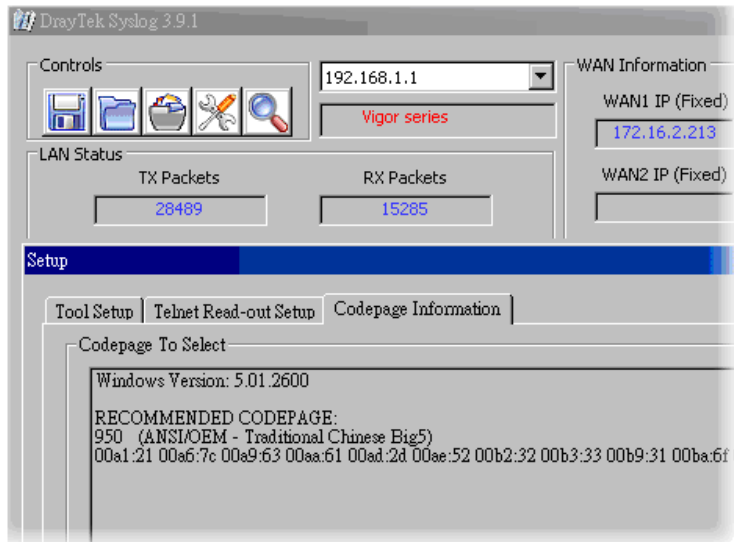 DrayTek Syslog 3.9.1
Controls
192.168.1.1
Vigor series
WAN Information
WAN1 IP (Fixed)
172.16.2.213
WAN2 IP (Fixed)
LAN Status
TX Packets
RX Packets
28489
15285
Setup
Tool Setup
Telnet Read-out Setup
Codepage Information
Codepage To Select
Windows Version: 5.01.2600
RECOMMENDED CODEPAGE:
950 (ANSI/OEM - Traditional Chinese Big5)
00a1:21 00a6:7c 00a9:63 00aa:61 00ad:2d 00ae:52 00b2:32 00b3:33 00b9:31 00ba:6f